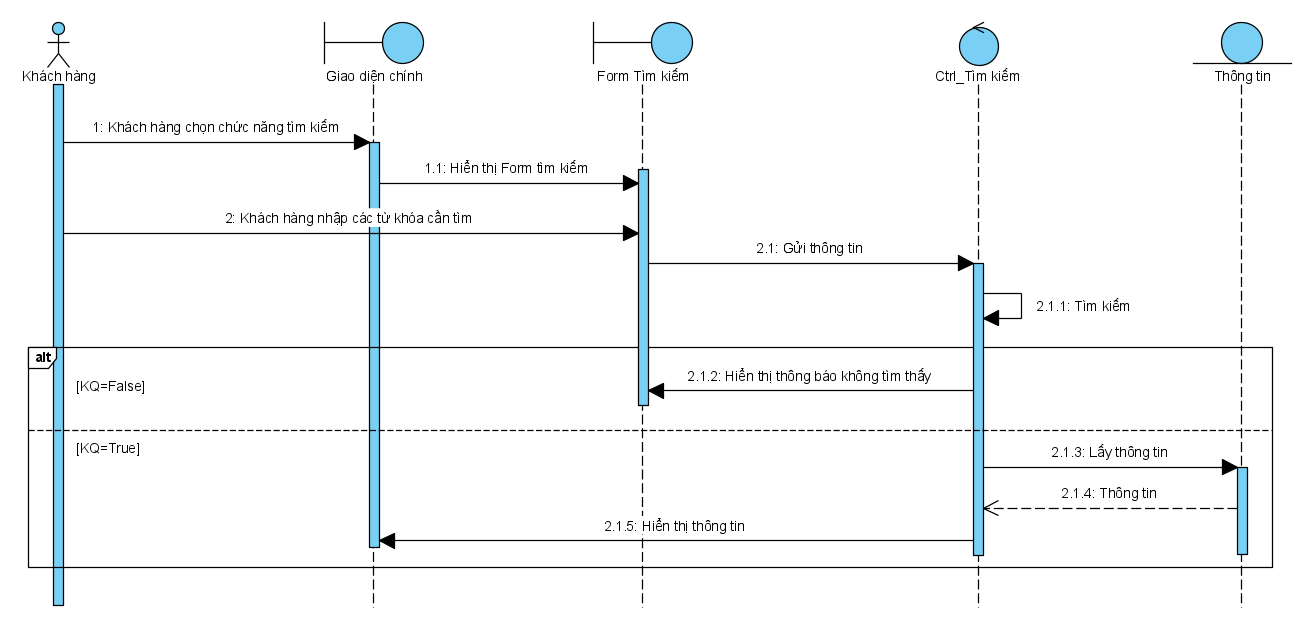 Khách hàng
Giao diện chính
Form Tìm kiếm
Ctrl_Tìm kiếm
Thông tin
1: Khách hàng chọn chức năng tìm kiếm
1.1: Hiển thị Form tìm kiếm
2: Khách hàng nhập các từ khóa cần tìm
2.1: Gửi thông tin
2.1.1: Tìm kiếm
alt
[KQ=False]
2.1.2: Hiển thị thông báo không tìm thấy
[KQ=True]
2.1.3: Lấy thông tin
2.1.4: Thông tin
2.1.5: Hiển thị thông tin